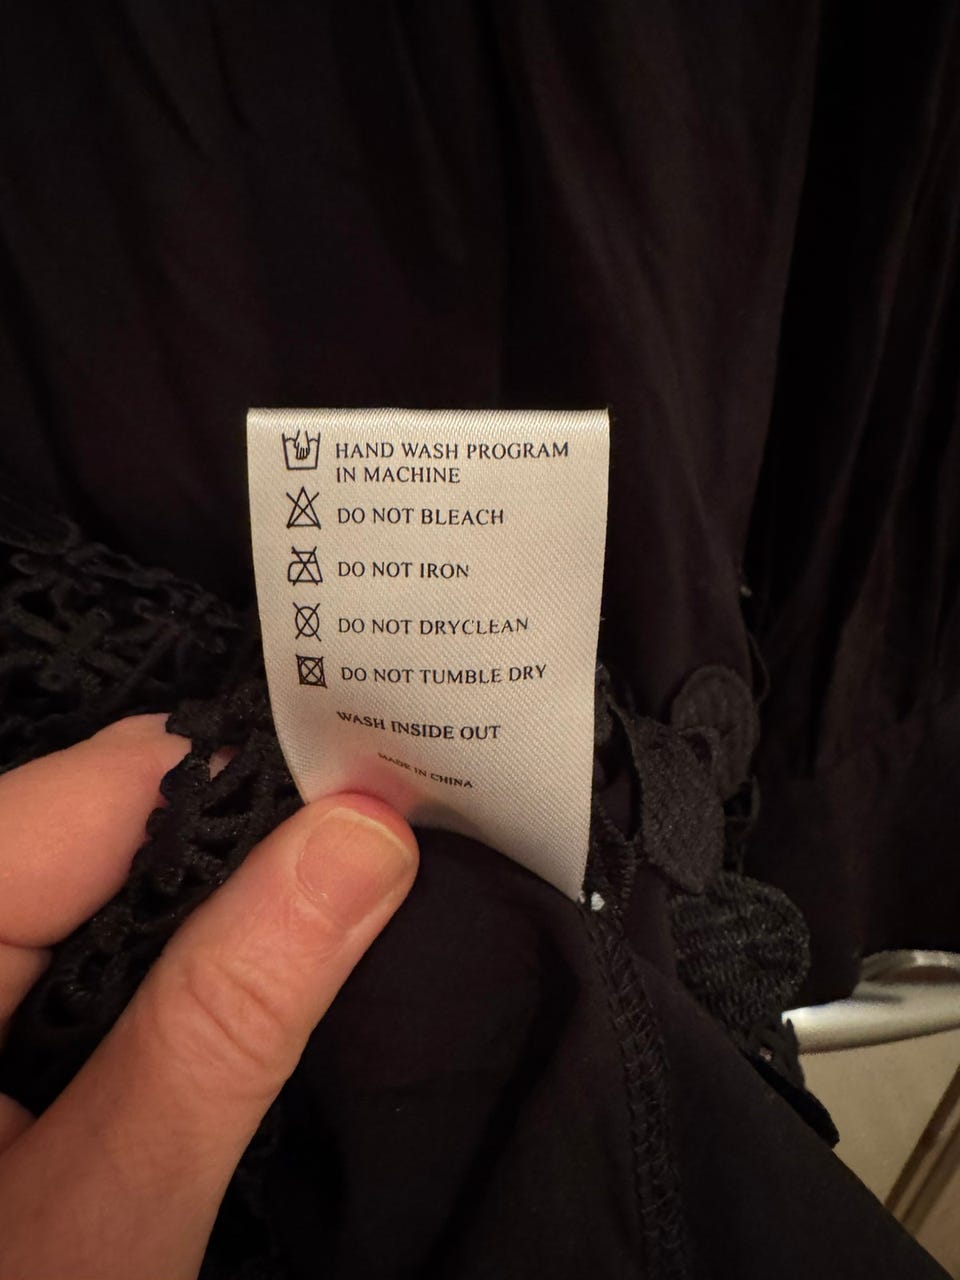 HAND WASH PROGRAM
IN MACHINE
DO NOT BLEACH
DO NOT IRON
DO NOT DRYCLEAN
DO NOT TUMBLE DRY
WASH INSIDE OUT
MADE IN CHINA